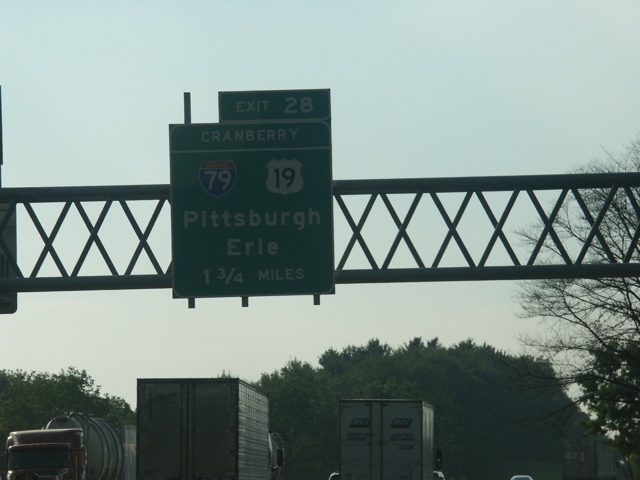 EXIT 28
CRANBERRY
79 19
Pittsburgh
Erie
1 3/4 MILES